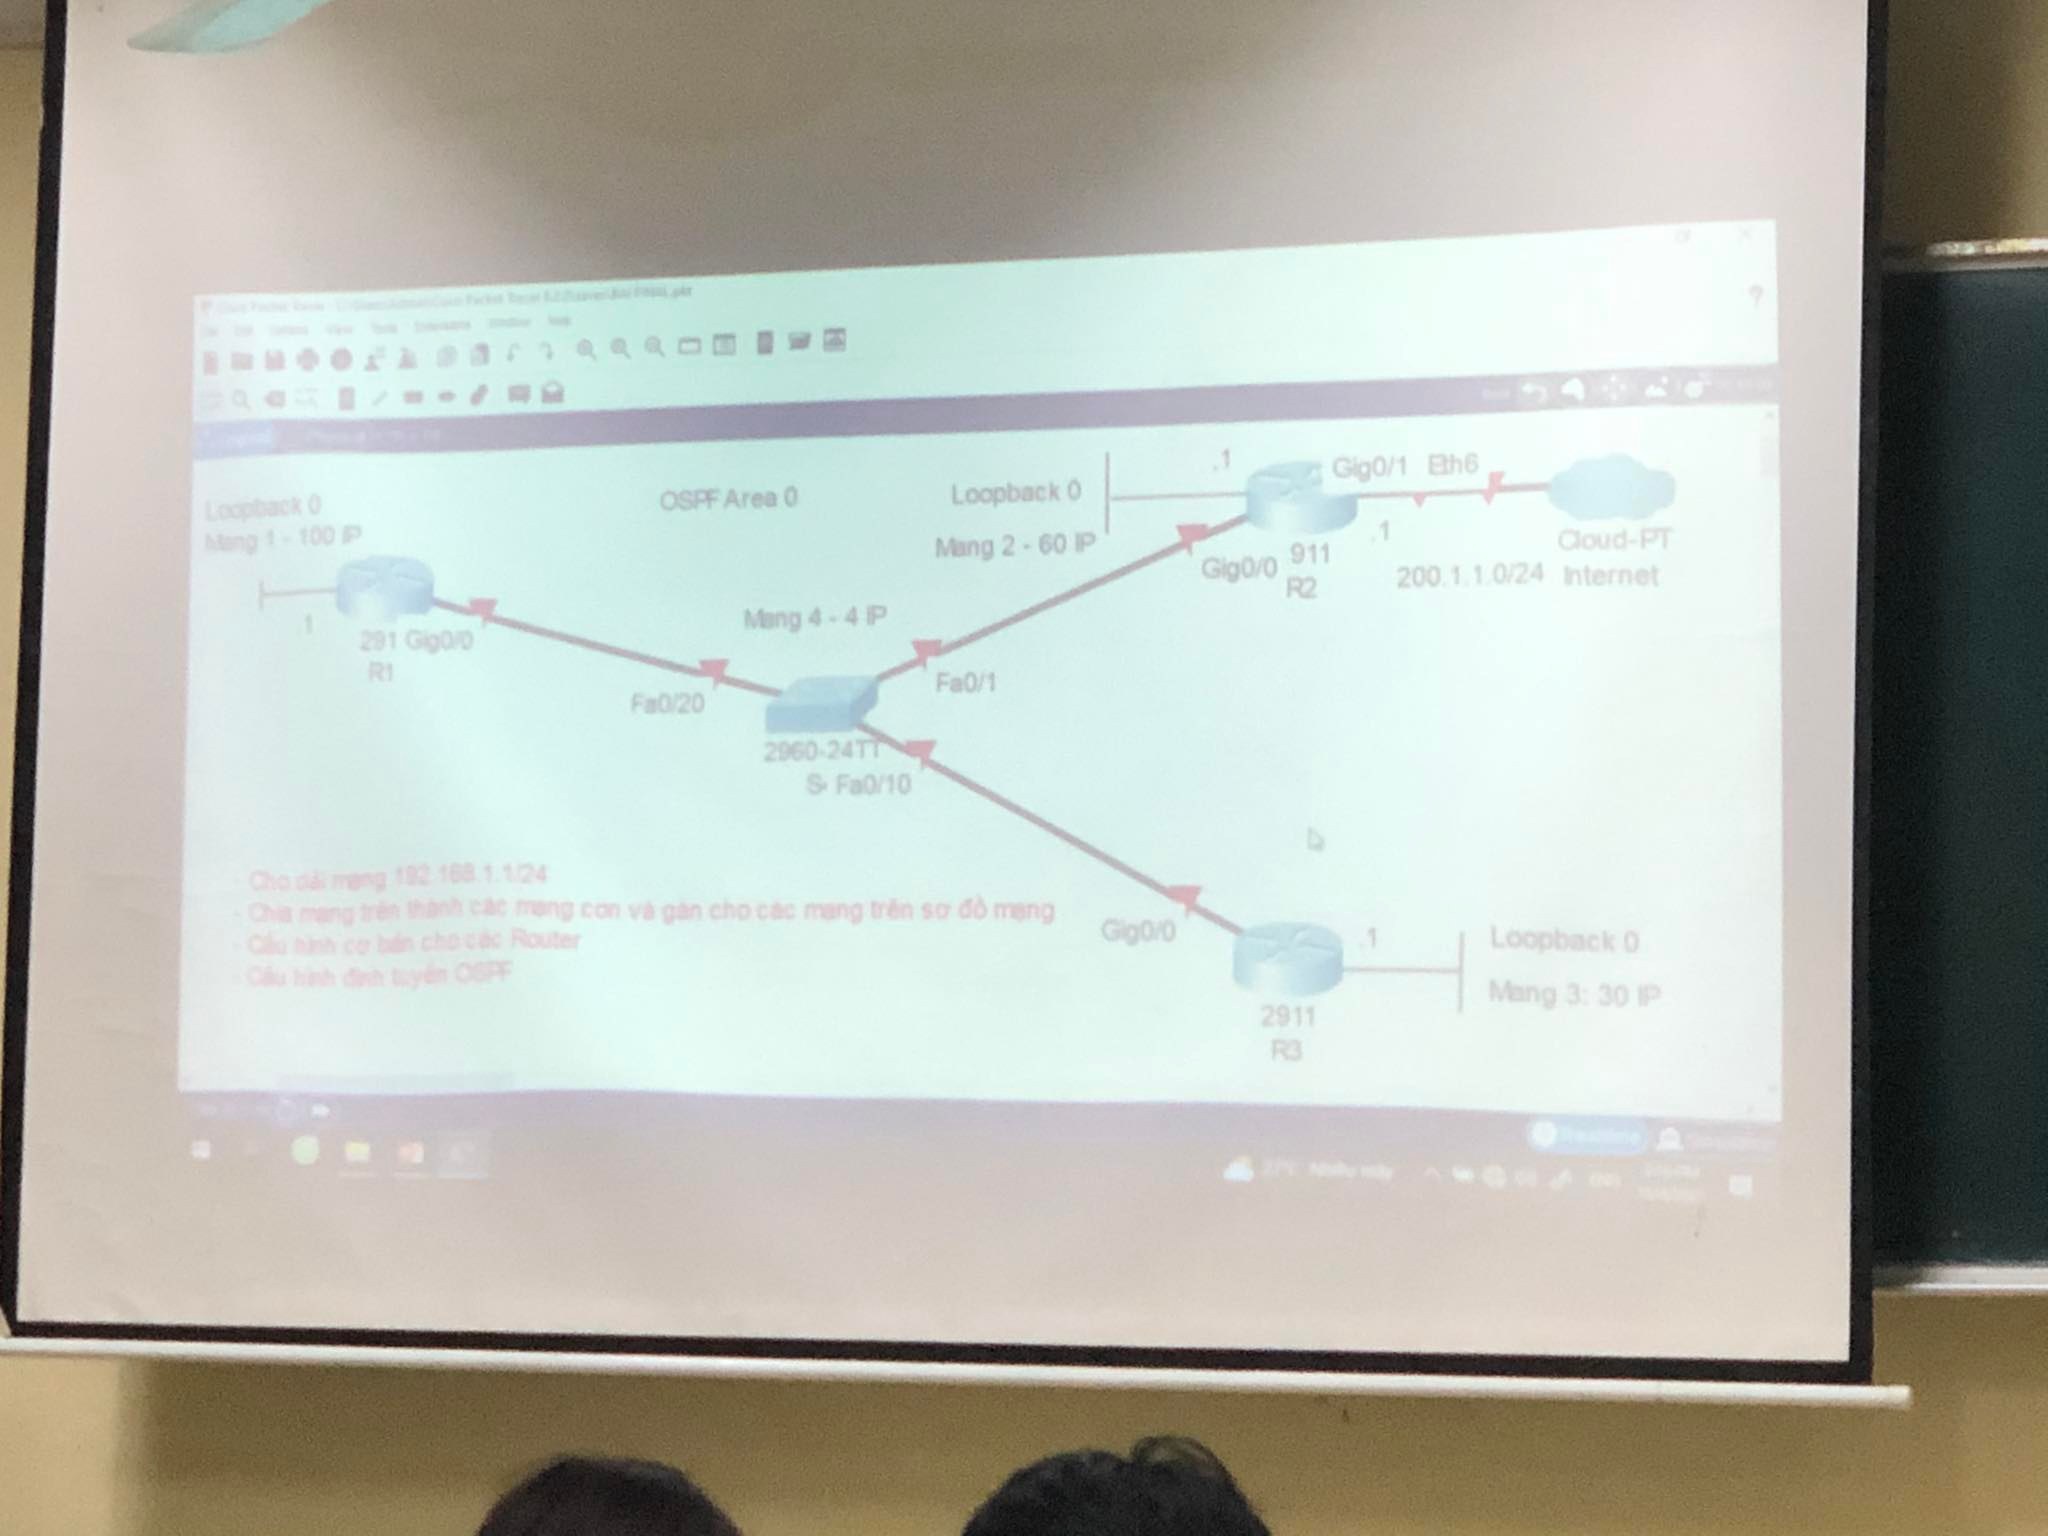 Loopback 0
Mang 1 - 100 IP
1
291 Gig0/0
R1
OSPF Area 0
Mang 4 - 4 IP
Fa0/20
Fa0/1
2960-24TT
S Fa0/10
Loopback 0
Mang 2 - 60 IP
.1
Gig0/1 Eth6
Gig0/0 911
R2
.1
200.1.1.0/24
Cloud-PT
Internet
Gig0/0
2911
R3
.1
Loopback 0
Mang 3: 30 IP
- Cho dải mạng 192.168.1.1/24
- Chia mạng trên thành các mạng con và gán cho các mạng trên sơ đồ mạng
- Cấu hình cơ bản cho các Router
- Cấu hình định tuyến OSPF
Realtime